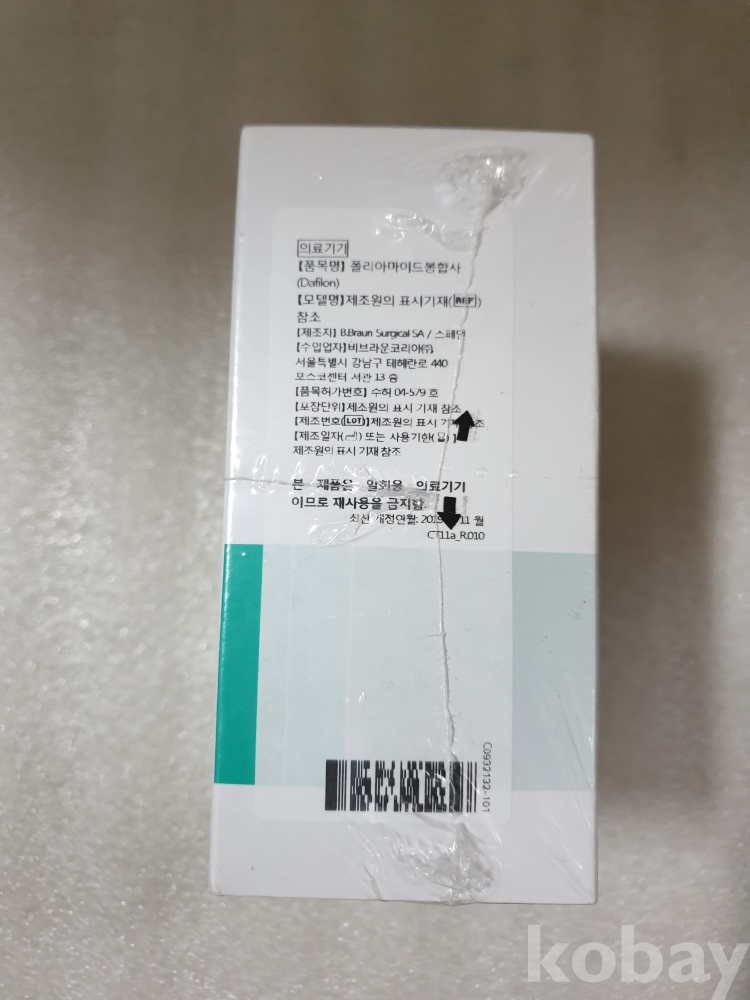 의료기기
【품목명】 폴리아마이드봉합사
(Dafilon)
【모델명】제조원의 표시기재(REF)
참소
【제조자】 B.Braun Surgical SA / 스페인
【수입업자】비브라운코리아㈜
서울특별시 강남구 테헤란로 440
포스코센터 서관 13 층
【품목허가번호】 수허 04-579 호
【포장단위】제조원의 표시 기재 참소
【제조번호(LOT)】제조원의 표시 기재 참조
【제조일자() 또는 사용기한()】
제조원의 표시 기재 참조
본 제품은 일회용 의료기기
이므로 재사용을 금지함
최신 개정연월: 11 월
CT11a_R.010
C0932132-101
kobay